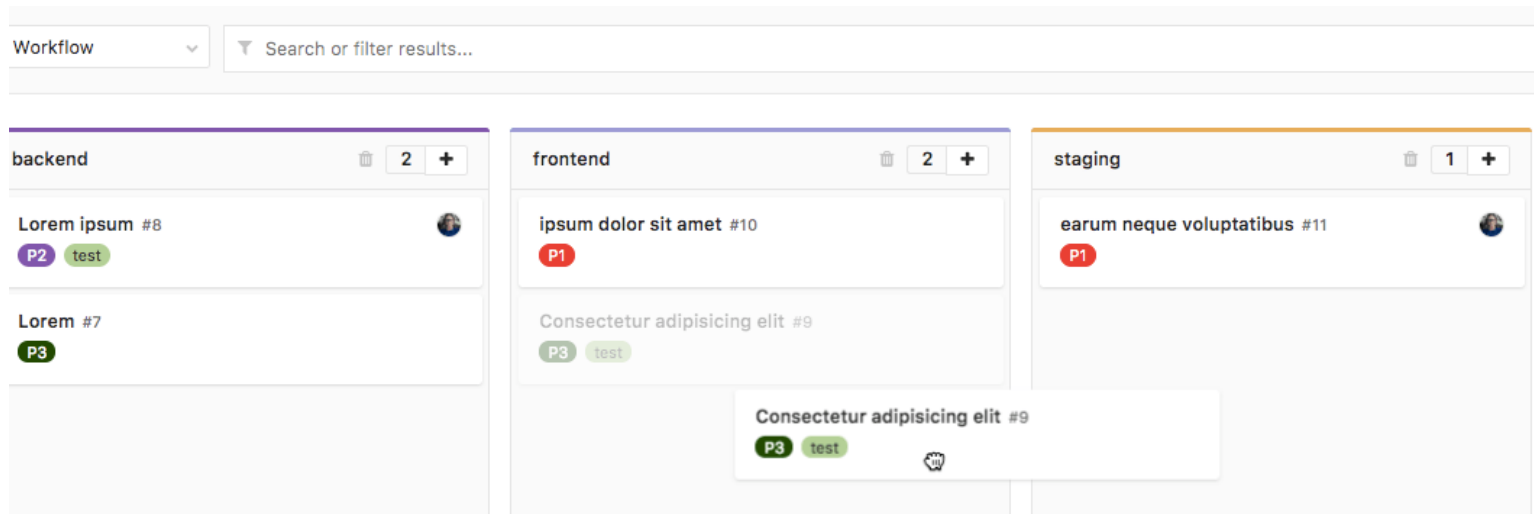 Workflow
Search or filter results...
backend 2 +
Lorem ipsum #8
P2 test
Lorem #7
P3
frontend 2 +
ipsum dolor sit amet #10
P1
Consectetur adipisicing elit #9
P3 test
Consectetur adipisicing elit #9
P3 test
staging 1 +
earum neque voluptatibus #11
P1